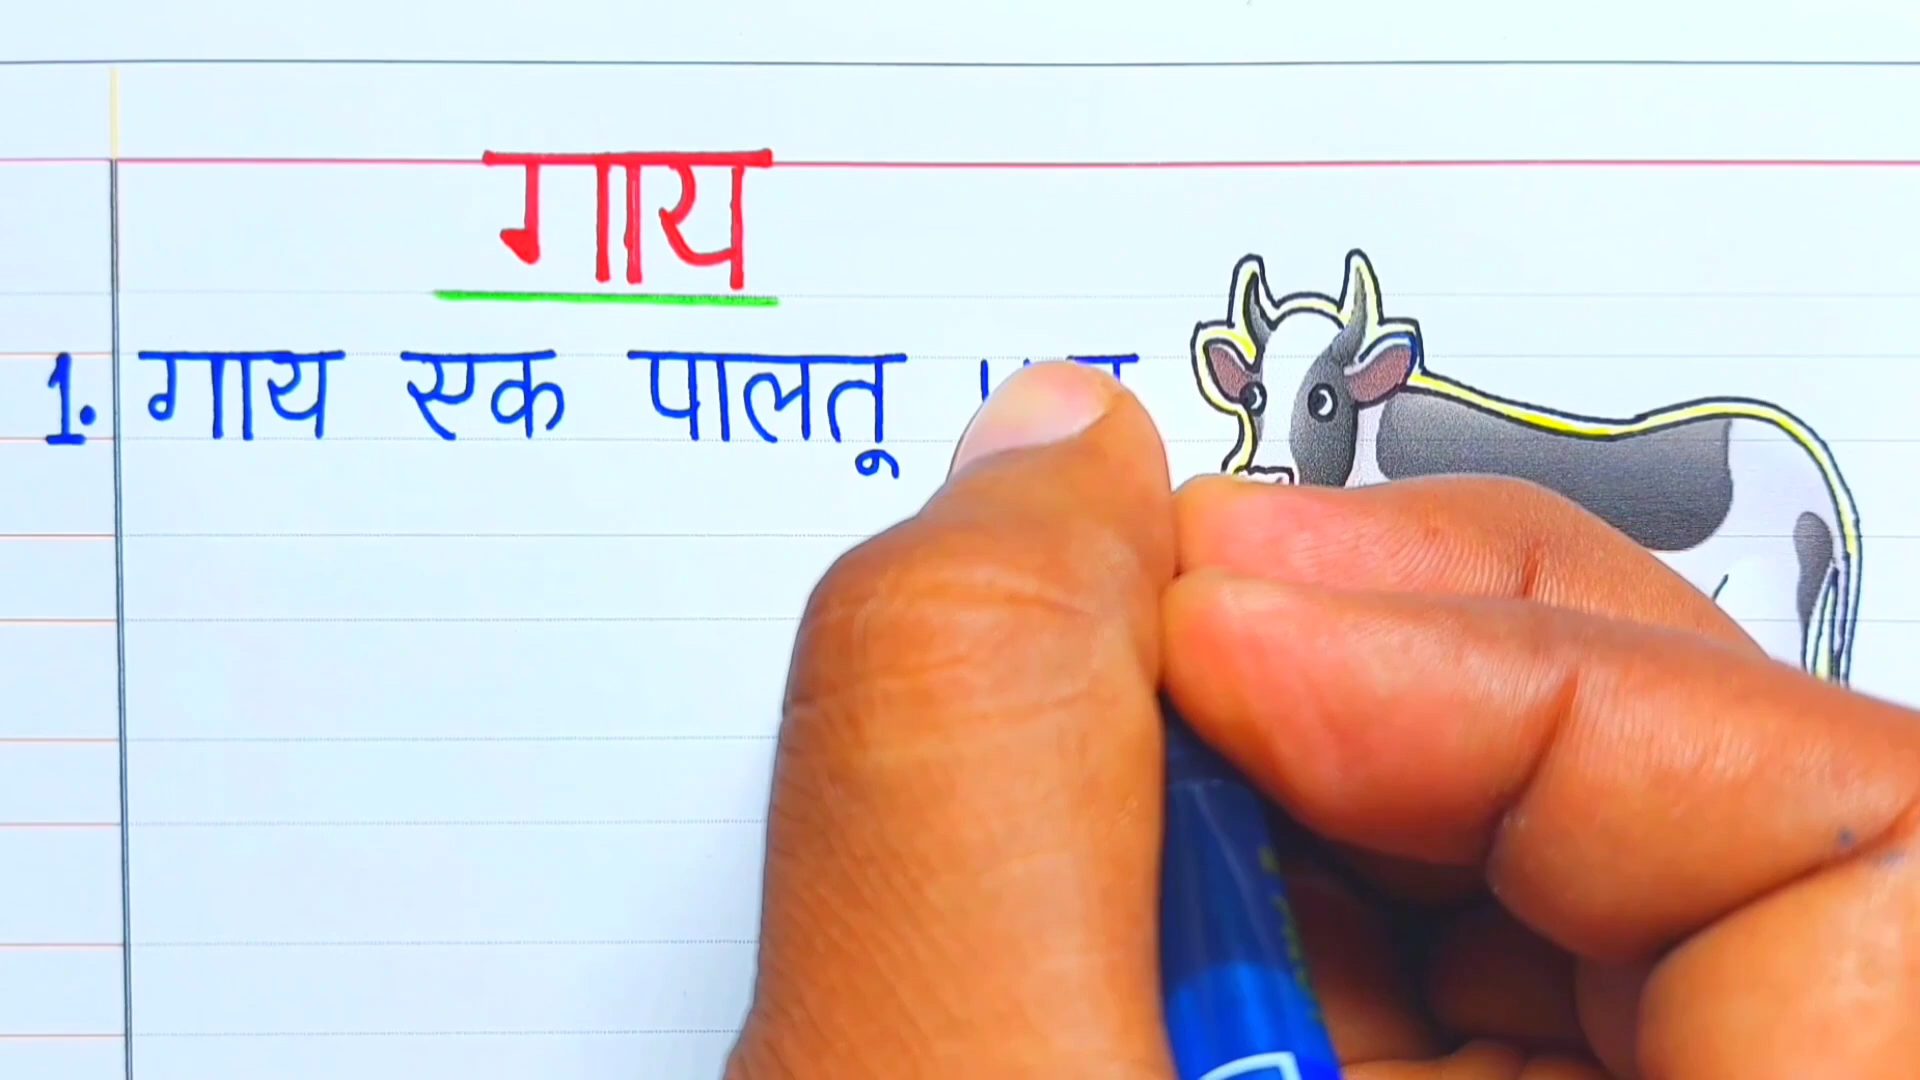 गाय
1. गाय एक पालतू